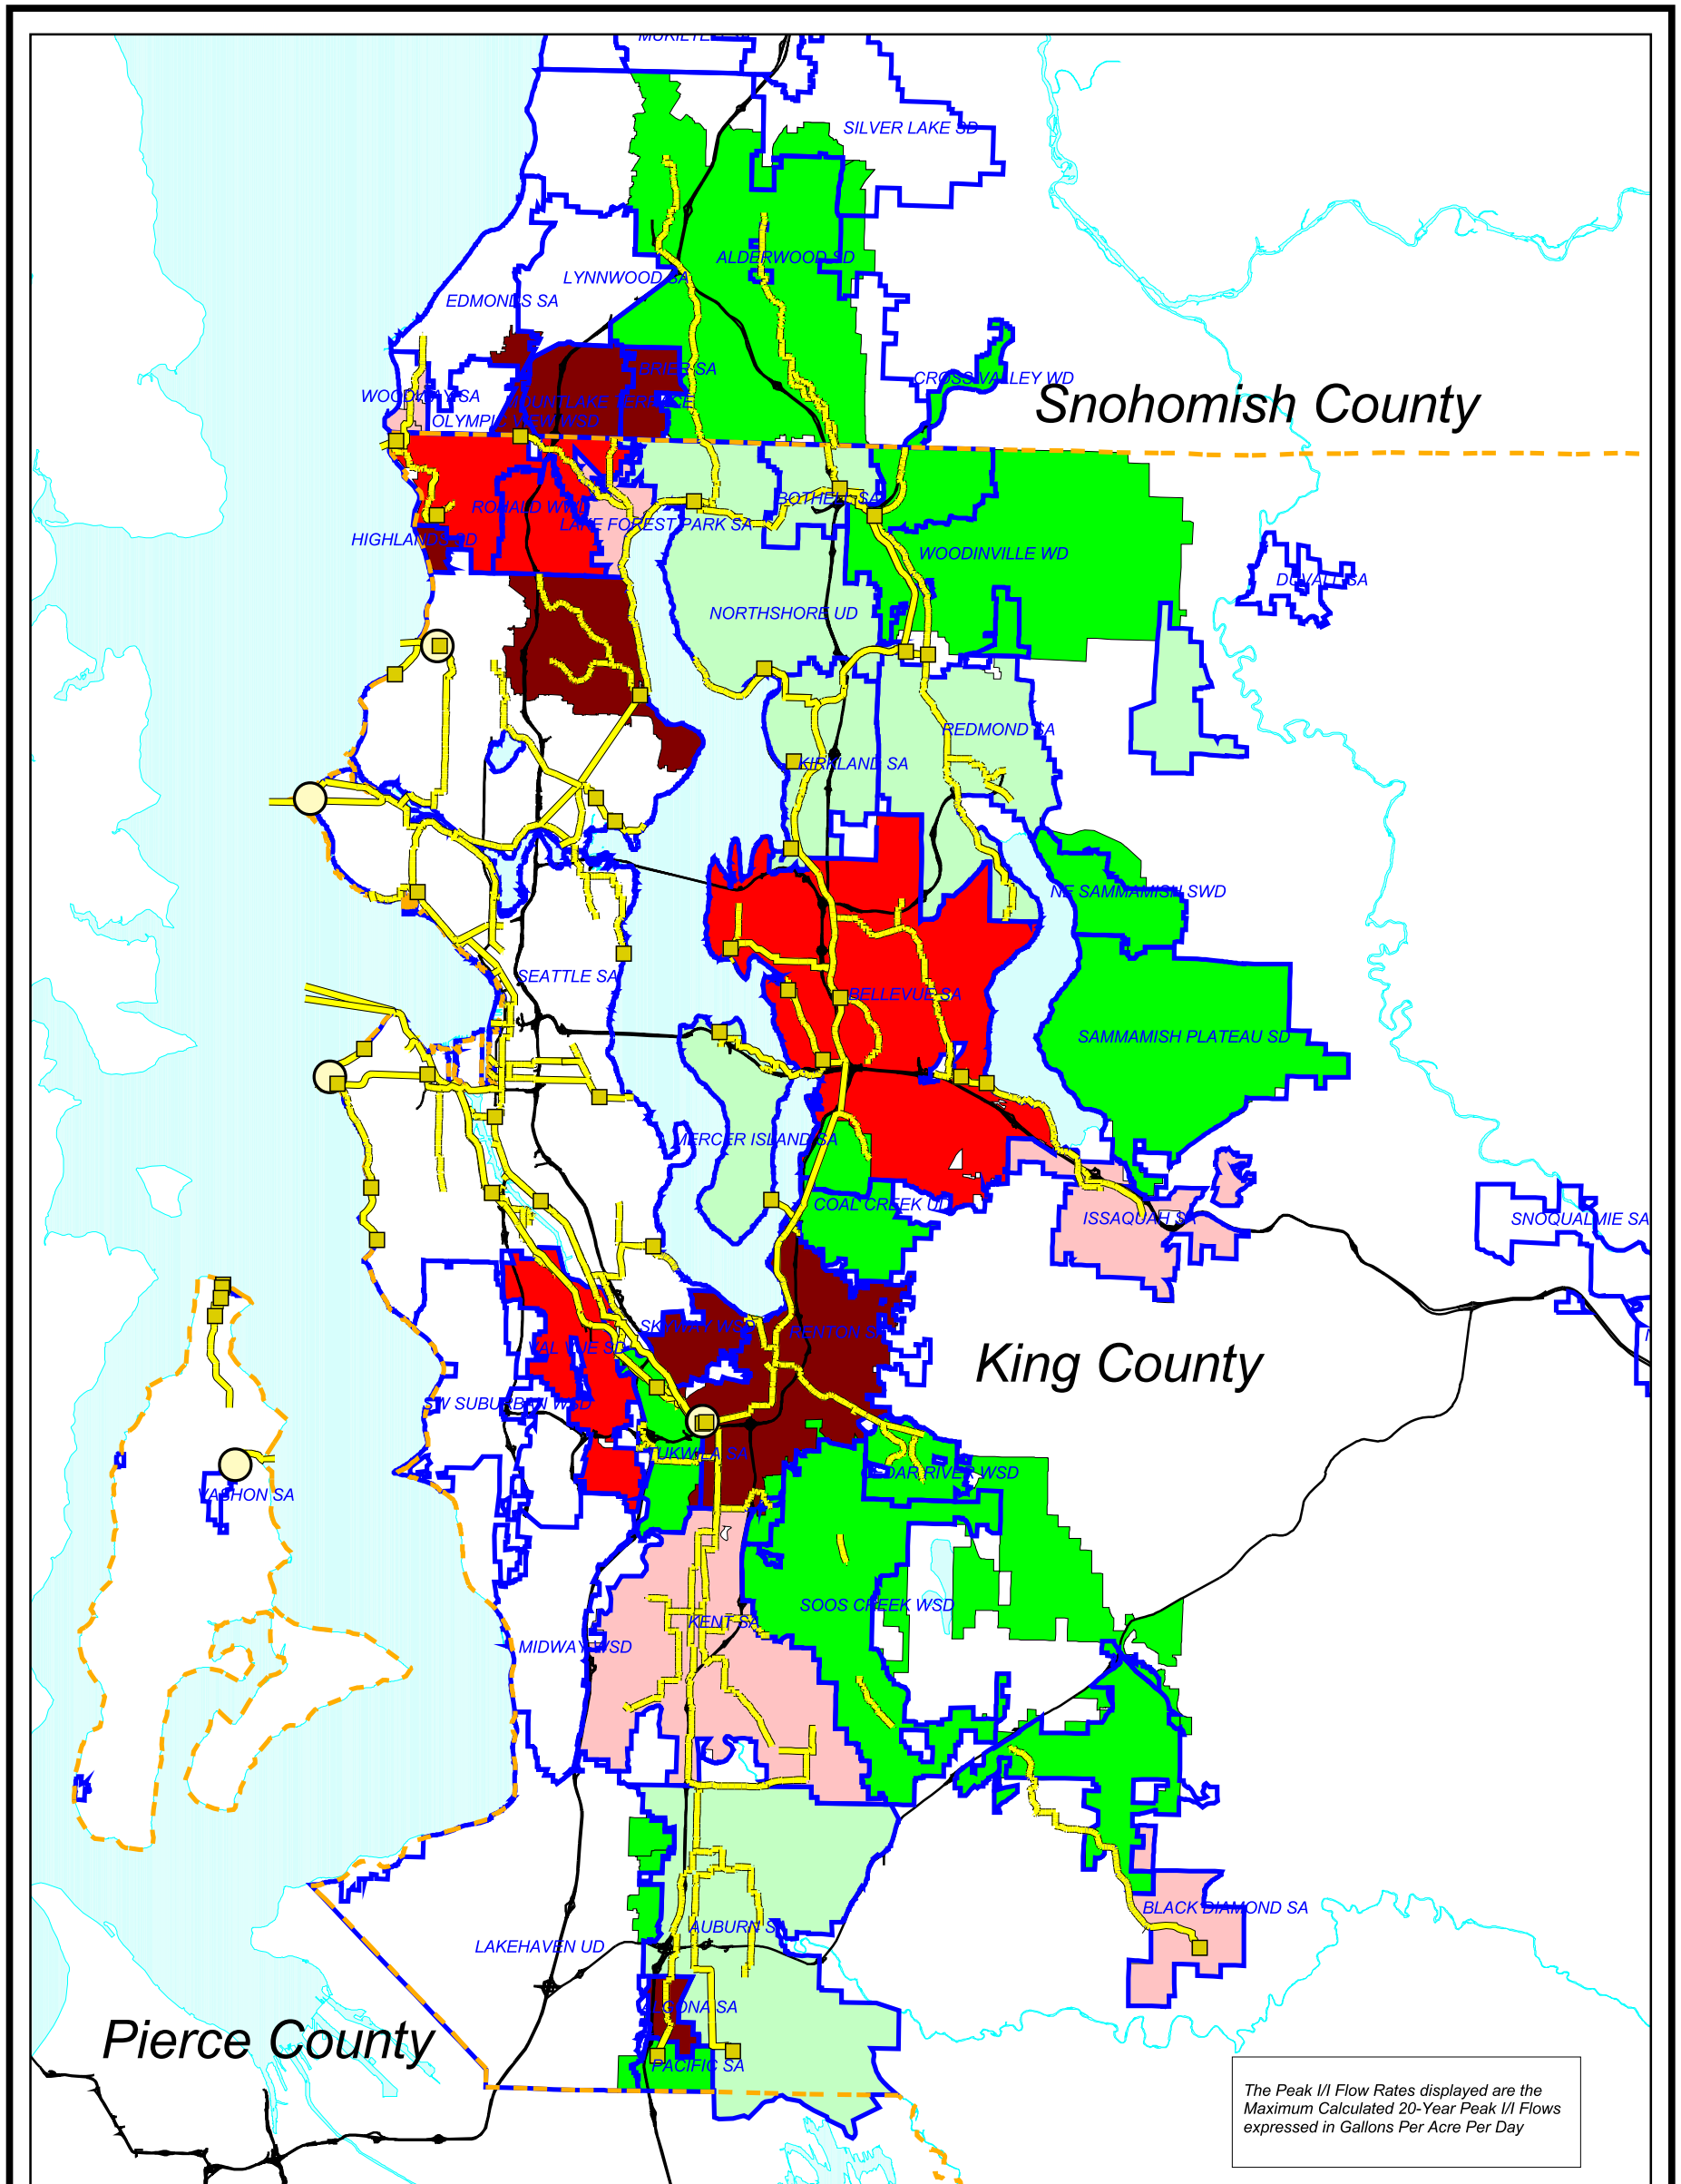 SILVER LAKE SD
ALDERWOOD SD
LYNNWOOD SA
EDMONDS SA
BRIER SA
CROSS VALLEY WD
Snohomish County
WOODWAY SA
MOUNTLAKE TERRACE
OLYMPIC VIEW WSD
BOTHELL SA
RONALD WWD
LAKE FOREST PARK SA
HIGHLANDS SD
WOODINVILLE WD
DUVALL SA
NORTHSHORE UD
REDMOND SA
KIRKLAND SA
NE SAMMAMISH SWD
SEATTLE SA
BELLEVUE SA
SAMMAMISH PLATEAU SD
MERCER ISLAND SA
COAL CREEK UD
ISSAQUAH SA
SNOQUALMIE SA
SKYWAY WSD
RENTON SA
VAL VUE SD
King County
SW SUBURBAN WSD
TUKWILA SA
CEDAR RIVER WSD
VASHON SA
SOOS CREEK WSD
KENT SA
MIDWAY WSD
BLACK DIAMOND SA
AUBURN SA
LAKEHAVEN UD
ALGONA SA
Pierce County
PACIFIC SA
The Peak I/I Flow Rates displayed are the
Maximum Calculated 20-Year Peak I/I Flows
expressed in Gallons Per Acre Per Day